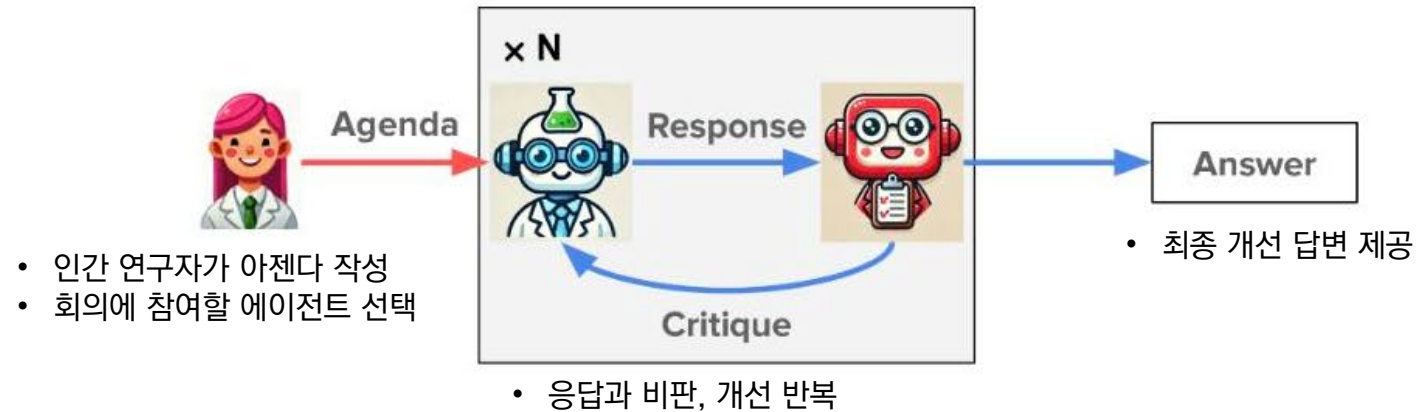 × N
Agenda
Response
Answer
Critique
• 인간 연구자가 아젠다 작성
• 회의에 참여할 에이전트 선택
• 최종 개선 답변 제공
• 응답과 비판, 개선 반복